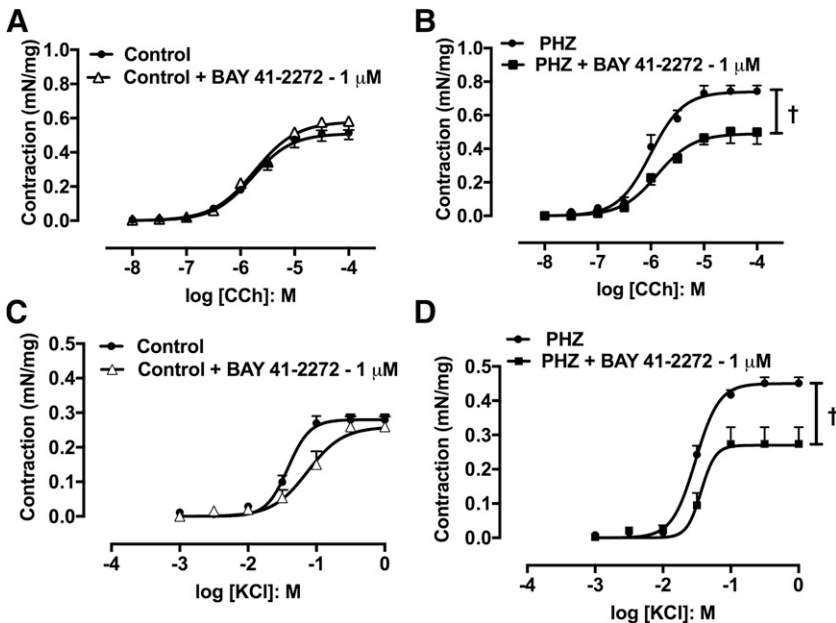 A
Control
Control + BAY 41-2272 - 1 μM
Contraction (mN/mg)
1.0
0.8
0.6
0.4
0.2
0.0
-8 -7 -6 -5 -4
log [CCh]: M
B
PHZ
PHZ + BAY 41-2272 - 1 μM
Contraction (mN/mg)
1.0
0.8
0.6
0.4
0.2
0.0
†
-8 -7 -6 -5 -4
log [CCh]: M
C
Control
Control + BAY 41-2272 - 1 μM
Contraction (mN/mg)
0.5
0.4
0.3
0.2
0.1
0.0
-4 -3 -2 -1 0
log [KCl]: M
D
PHZ
PHZ + BAY 41-2272 - 1 μM
Contraction (mN/mg)
0.5
0.4
0.3
0.2
0.1
0.0
†
-4 -3 -2 -1 0
log [KCl]: M